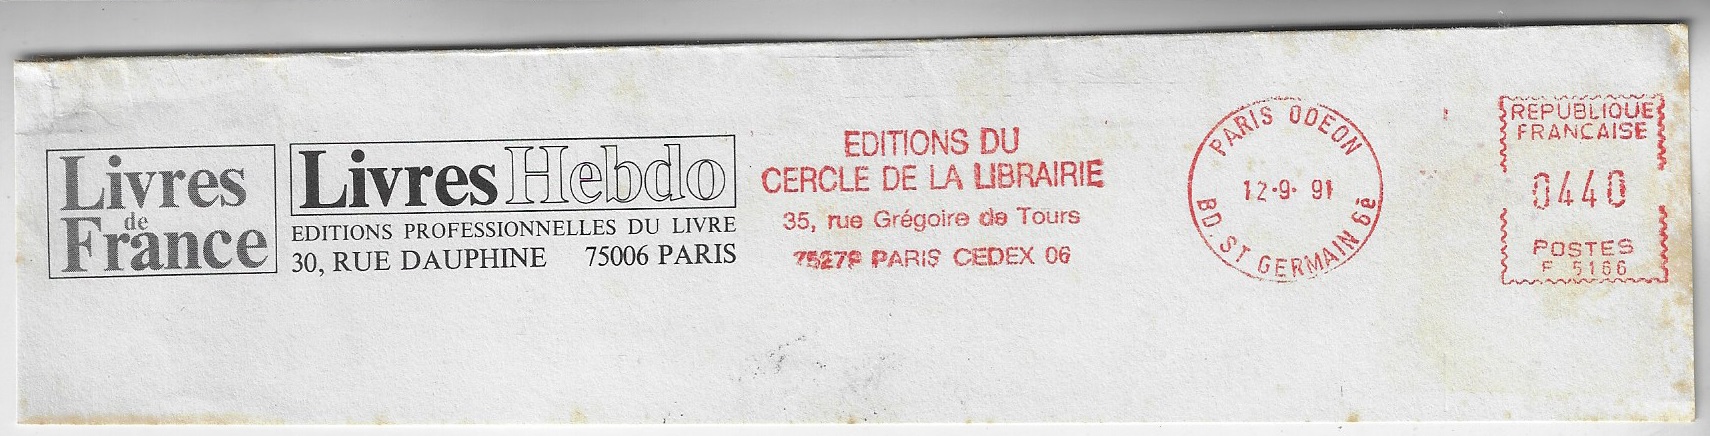 Livres
de
France
Livres Hebdo
EDITIONS PROFESSIONNELLES DU LIVRE
30, RUE DAUPHINE 75006 PARIS
EDITIONS DU
CERCLE DE LA LIBRAIRIE
35, rue Grégoire de Tours
75279 PARIS CEDEX 06
PARIS ODEON
12·9· 91
BD. ST GERMAIN 6è
REPUBLIQUE
FRANCAISE
0440
POSTES
F 5166